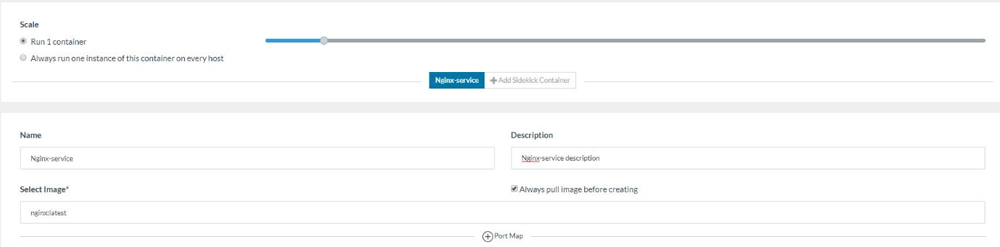 Scale
Run 1 container
Always run one instance of this container on every host
Nginx-service Add Sidekick Container
Name Description
Nginx-service Nginx-service description
Select Image* Always pull image before creating
nginx:latest
Port Map